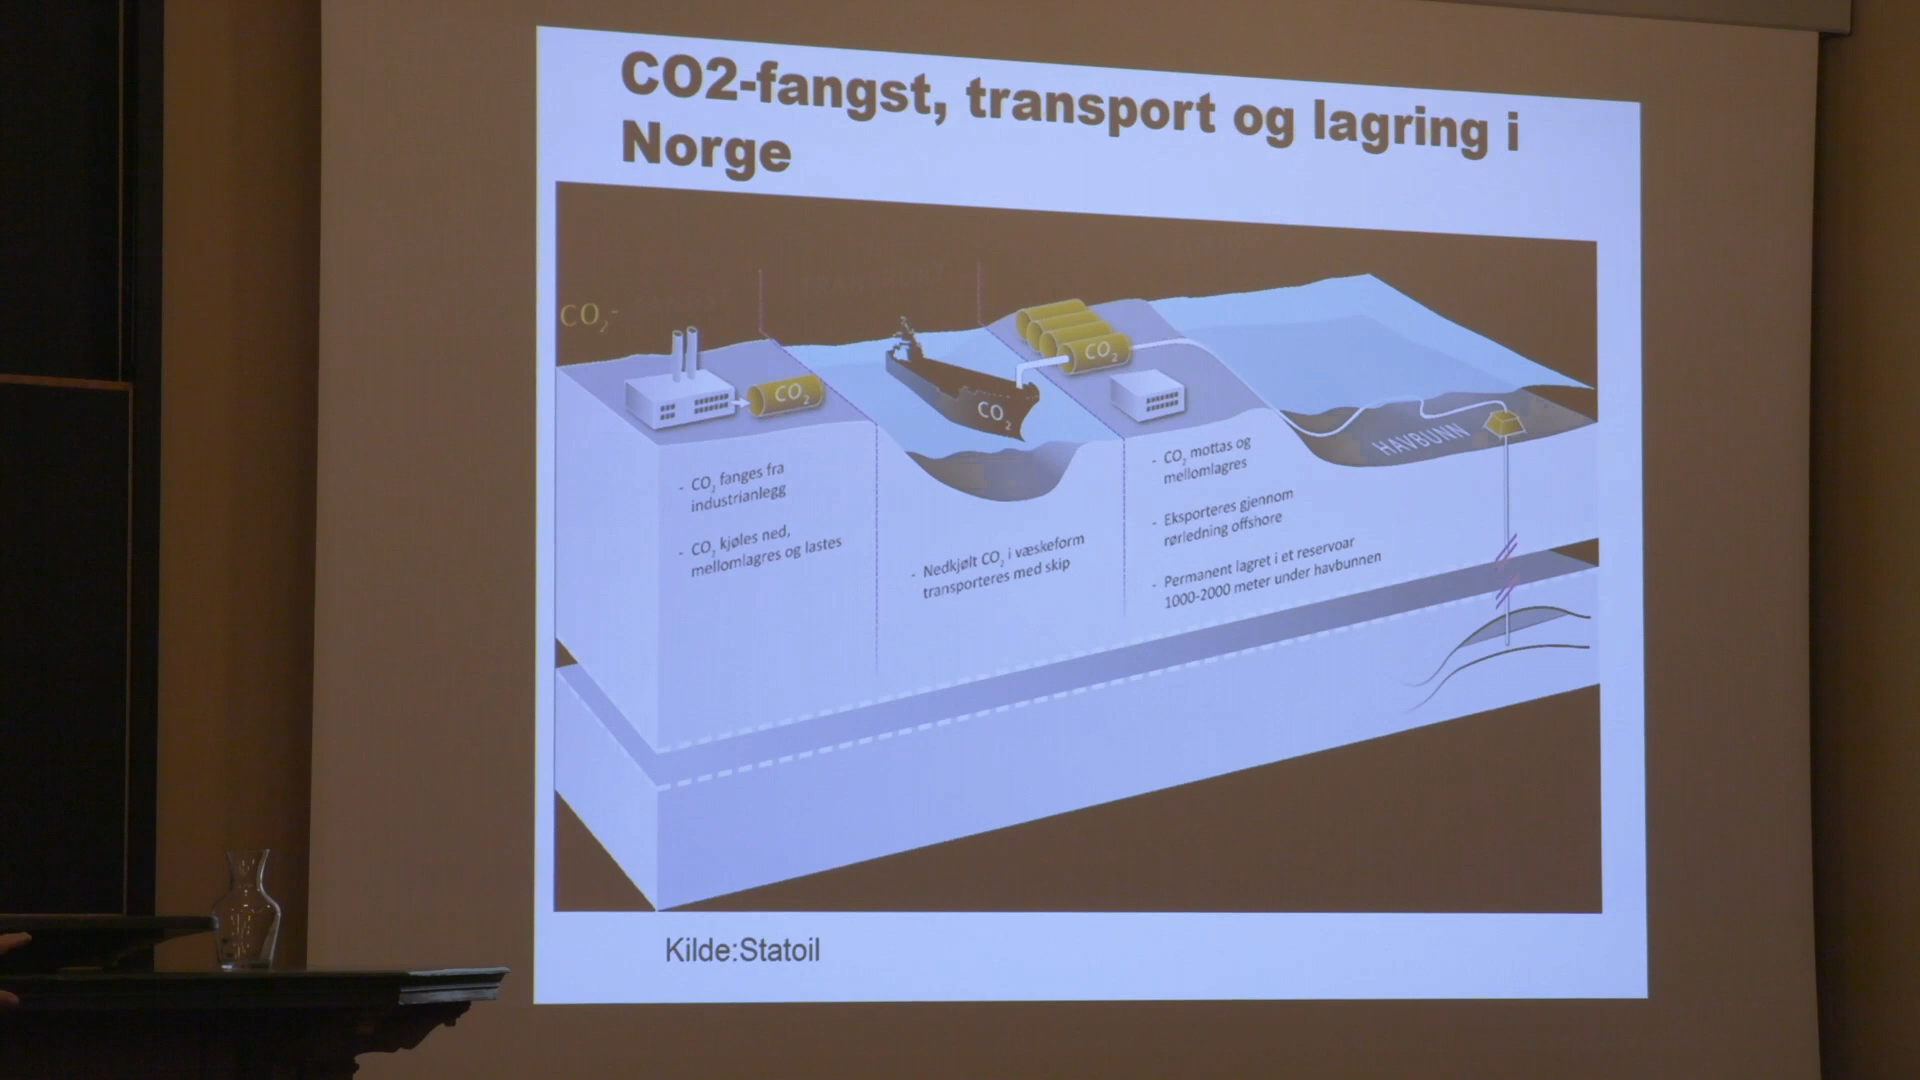 CO2-fangst, transport og lagring i
Norge
CO₂-
FANGST
TRANSPORT
CO₂
CO₂
CO₂
HAVBUNN
- CO₂ fanges fra
industrianlegg
- CO₂ kjøles ned,
mellomlagres og lastes
- Nedkjølt CO₂ i væskeform
transporteres med skip
- CO₂ mottas og
mellomlagres
- Eksporteres gjennom
rørledning offshore
- Permanent lagret i et reservoar
1000-2000 meter under havbunnen
Kilde:Statoil